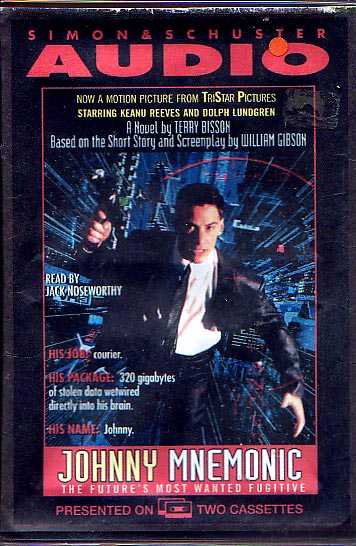 SIMON & SCHUSTER
AUDIO
NOW A MOTION PICTURE FROM TRISTAR PICTURES
STARRING KEANU REEVES AND DOLPH LUNDGREN
A Novel by TERRY BISSON
Based on the Short Story and Screenplay by WILLIAM GIBSON
READ BY
JACK NOSEWORTHY
HIS JOB: courier.
HIS PACKAGE: 320 gigabytes
of stolen data wetwired
directly into his brain.
HIS NAME: Johnny.
JOHNNY MNEMONIC
THE FUTURE'S MOST WANTED FUGITIVE
PRESENTED ON TWO CASSETTES